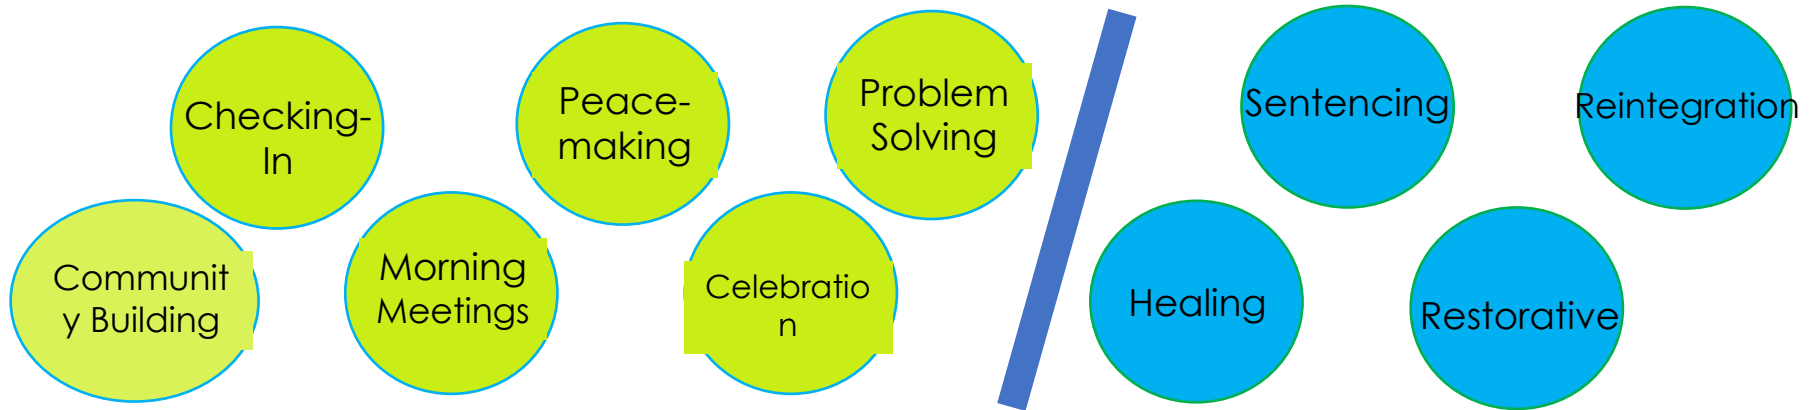 Checking-
In
Peace-
making
Problem
Solving
Sentencing
Reintegration
Communit
y Building
Morning
Meetings
Celebratio
n
Healing
Restorative